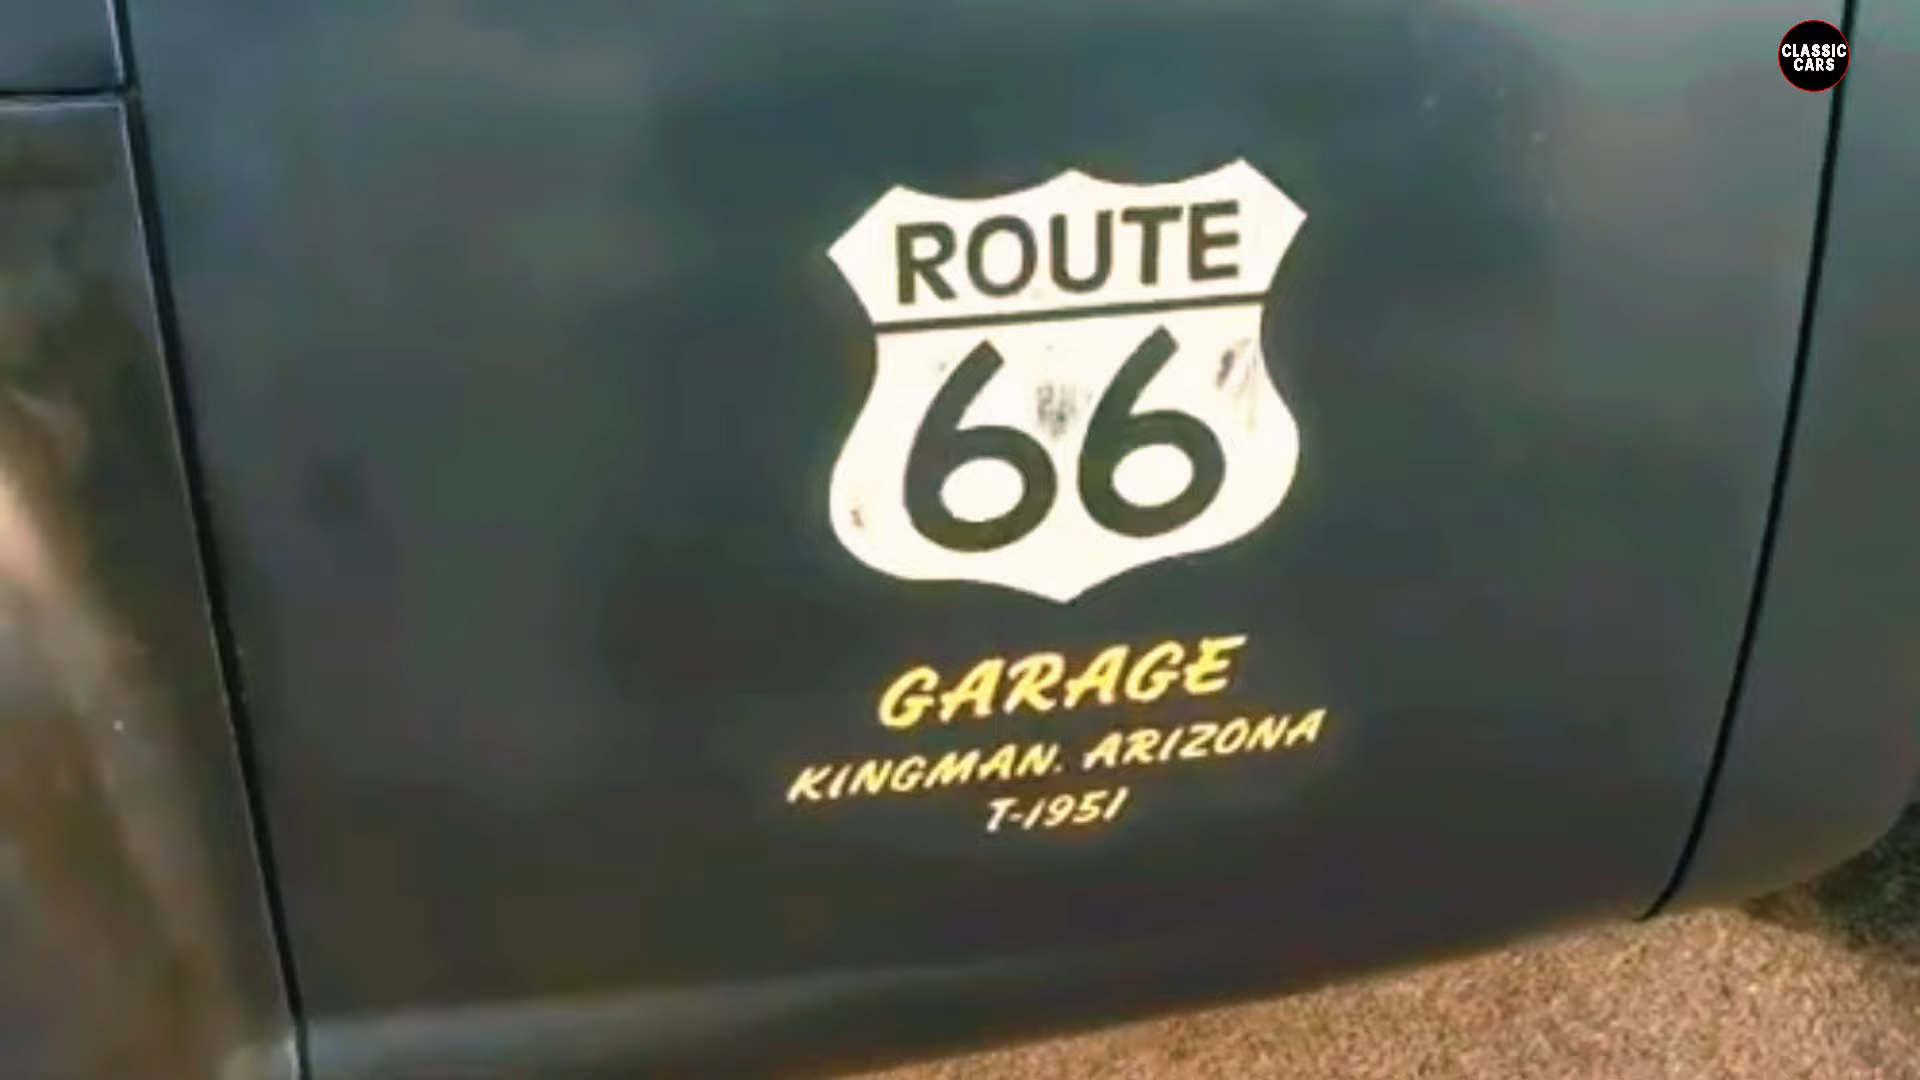 CLASSIC
CARS
ROUTE
66
GARAGE
KINGMAN. ARIZONA
T-1951